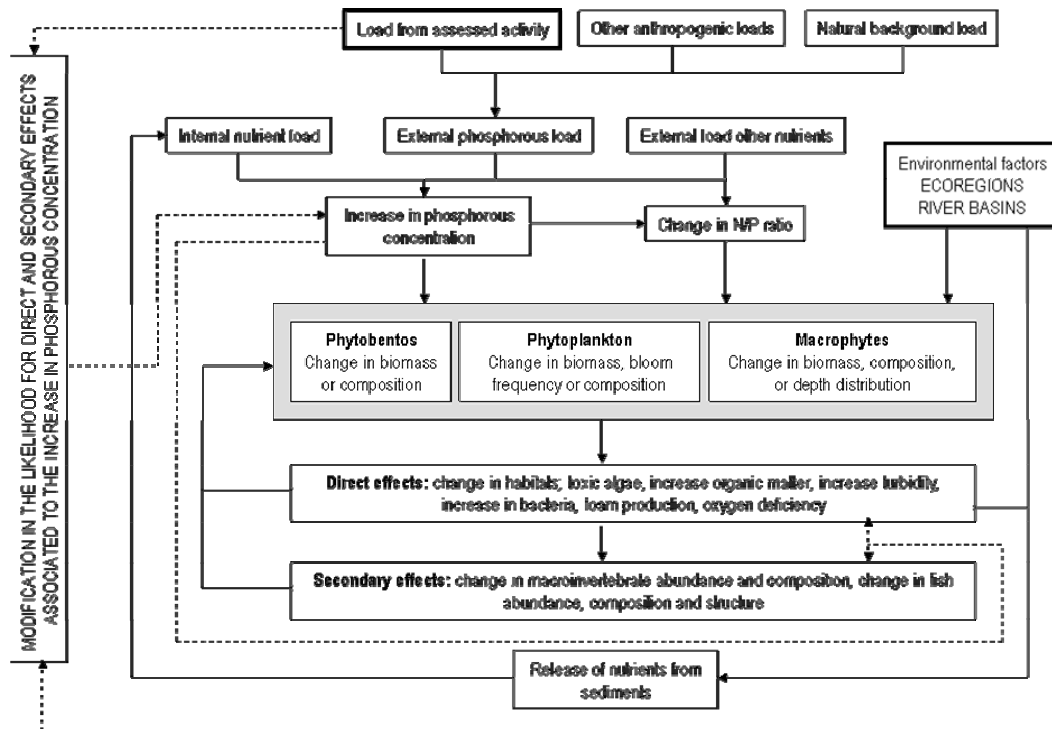 Load from assessed activity
Other anthropogenic loads
Natural background load
Internal nutrient load
External phosphorous load
External load other nutrients
Environmental factors
ECOREGIONS
RIVER BASINS
Increase in phosphorous
concentration
Change in N/P ratio
Phytobentos
Change in biomass
or composition
Phytoplankton
Change in biomass, bloom
frequency or composition
Macrophytes
Change in biomass, composition,
or depth distribution
Direct effects: change in habitats; toxic algae, increase organic matter, increase turbidity,
increase in bacteria, foam production, oxygen deficiency
Secondary effects: change in macroinvertebrate abundance and composition, change in fish
abundance, composition and structure
Release of nutrients from
sediments
MODIFICATION IN THE LIKELIHOOD FOR DIRECT AND SECONDARY EFFECTS
ASSOCIATED TO THE INCREASE IN PHOSPHOROUS CONCENTRATION